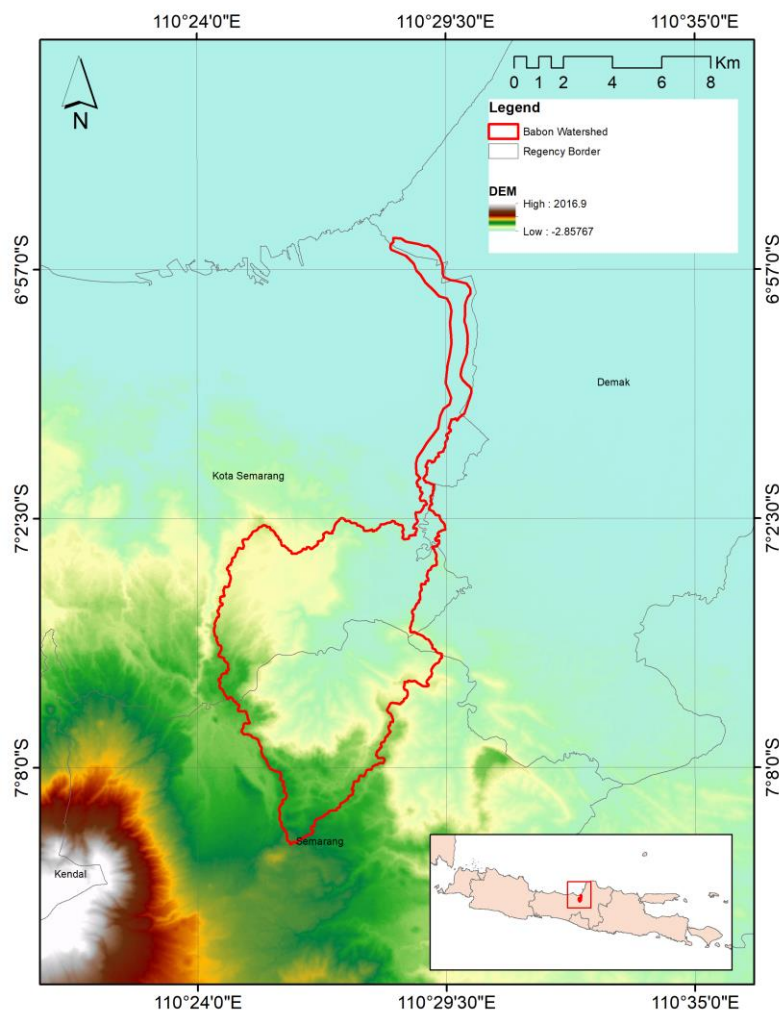 110°24'0"E 110°29'30"E 110°35'0"E
0 1 2 4 6 8 Km
N
Legend
Babon Watershed
Regency Border
DEM
High : 2016.9
Low : -2.85767
6°57'0"S 6°57'0"S
Demak
Kota Semarang
7°2'30"S 7°2'30"S
7°8'0"S 7°8'0"S
Semarang
Kendal
110°24'0"E 110°29'30"E 110°35'0"E